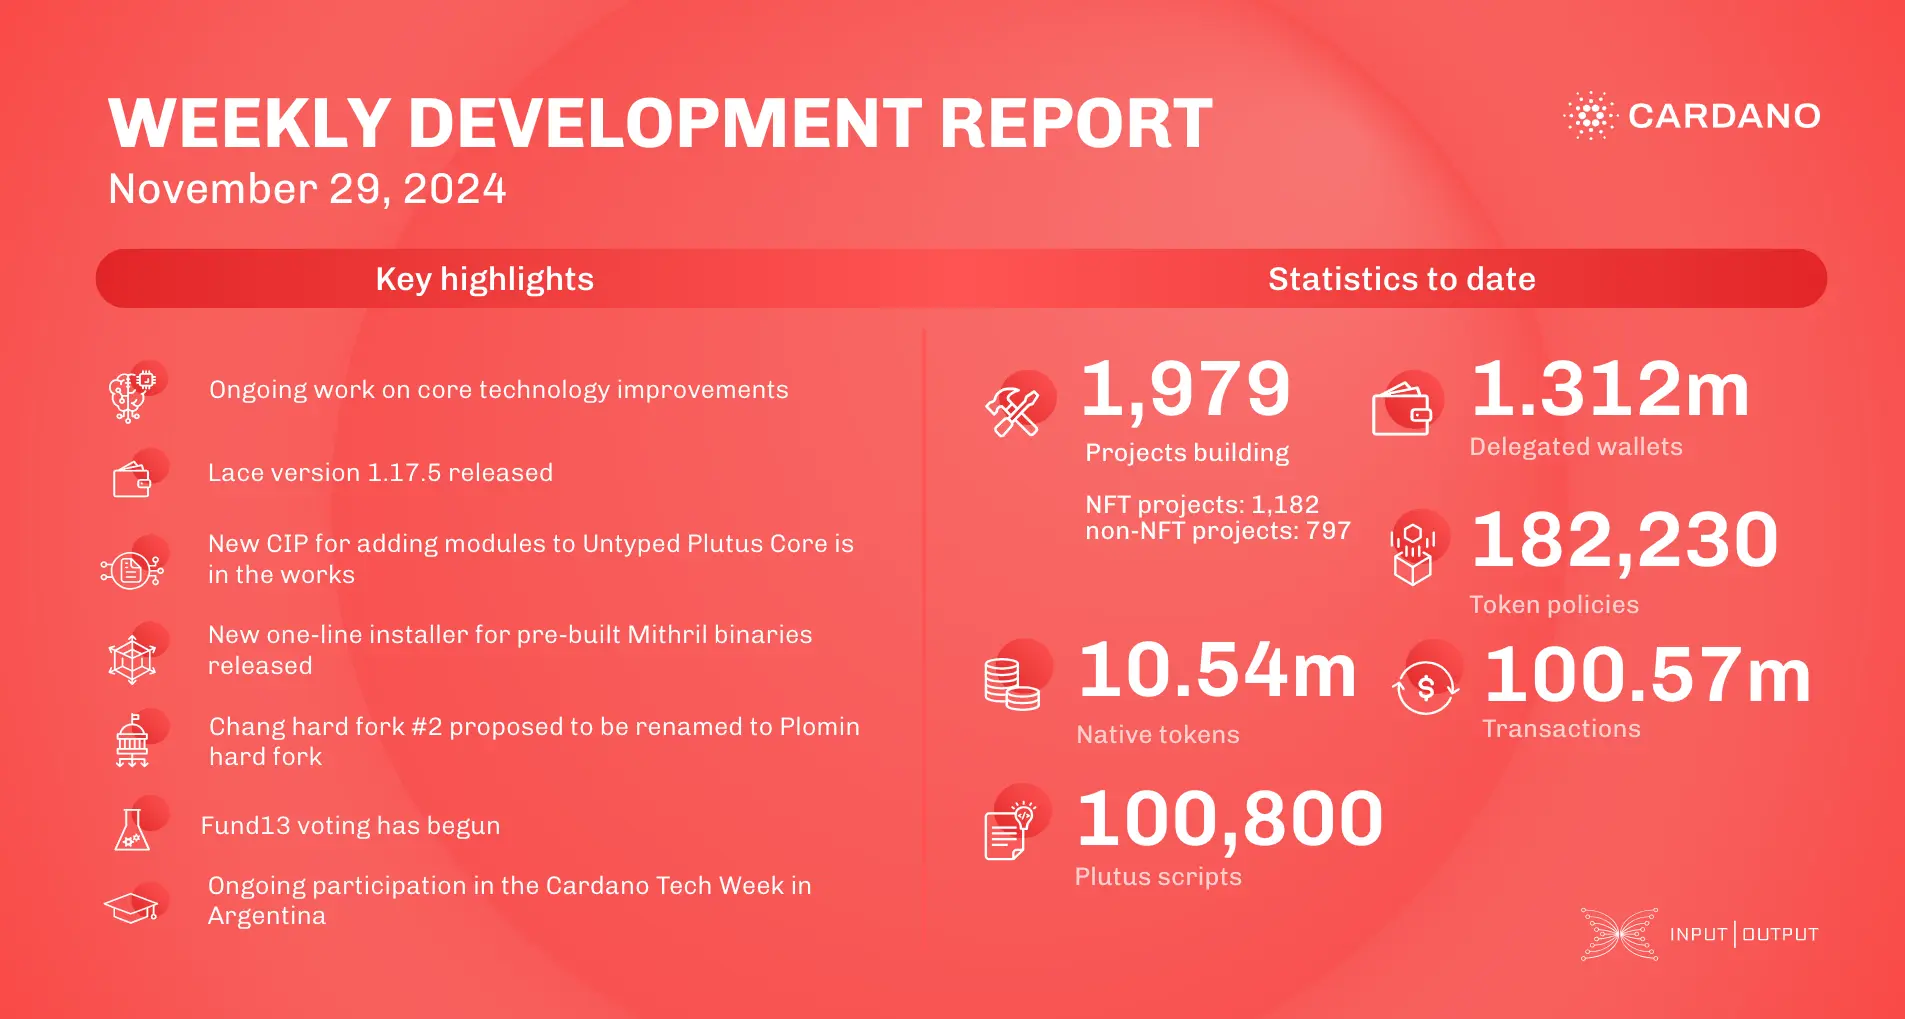 WEEKLY DEVELOPMENT REPORT
November 29, 2024
CARDANO
Key highlights
Statistics to date
Ongoing work on core technology improvements
Lace version 1.17.5 released
New CIP for adding modules to Untyped Plutus Core is
in the works
New one-line installer for pre-built Mithril binaries
released
Chang hard fork #2 proposed to be renamed to Plomin
hard fork
Fund13 voting has begun
Ongoing participation in the Cardano Tech Week in
Argentina
1,979
Projects building
NFT projects: 1,182
non-NFT projects: 797
1.312m
Delegated wallets
182,230
Token policies
10.54m
Native tokens
100.57m
Transactions
100,800
Plutus scripts
INPUT|OUTPUT